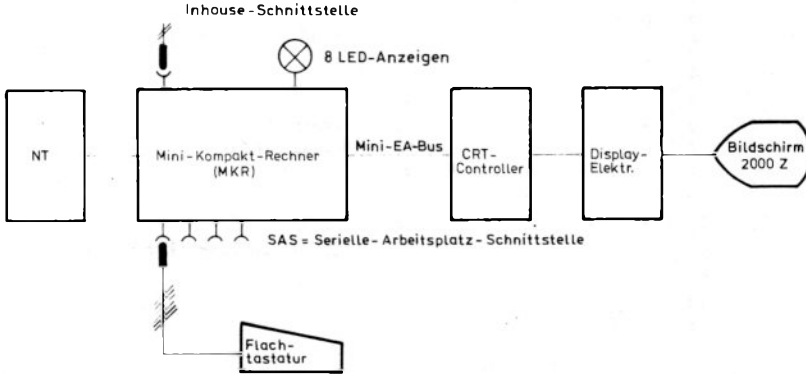 Inhouse-Schnittstelle
8 LED-Anzeigen
NT
Mini-Kompakt-Rechner
(MKR)
Mini-EA-Bus
CRT-
Controller
Display-
Elektr.
Bildschirm
2000 Z
SAS = Serielle-Arbeitsplatz-Schnittstelle
Flach-
tastatur